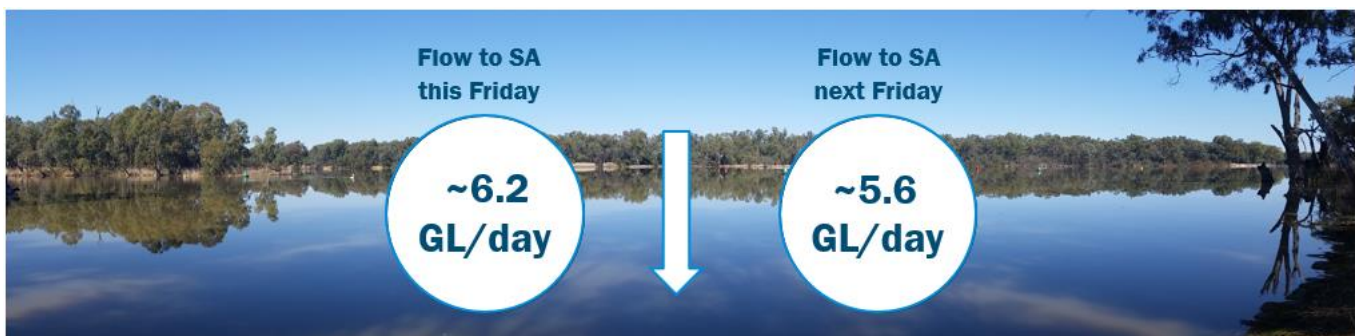 Flow to SA
this Friday
~6.2
GL/day
Flow to SA
next Friday
~5.6
GL/day